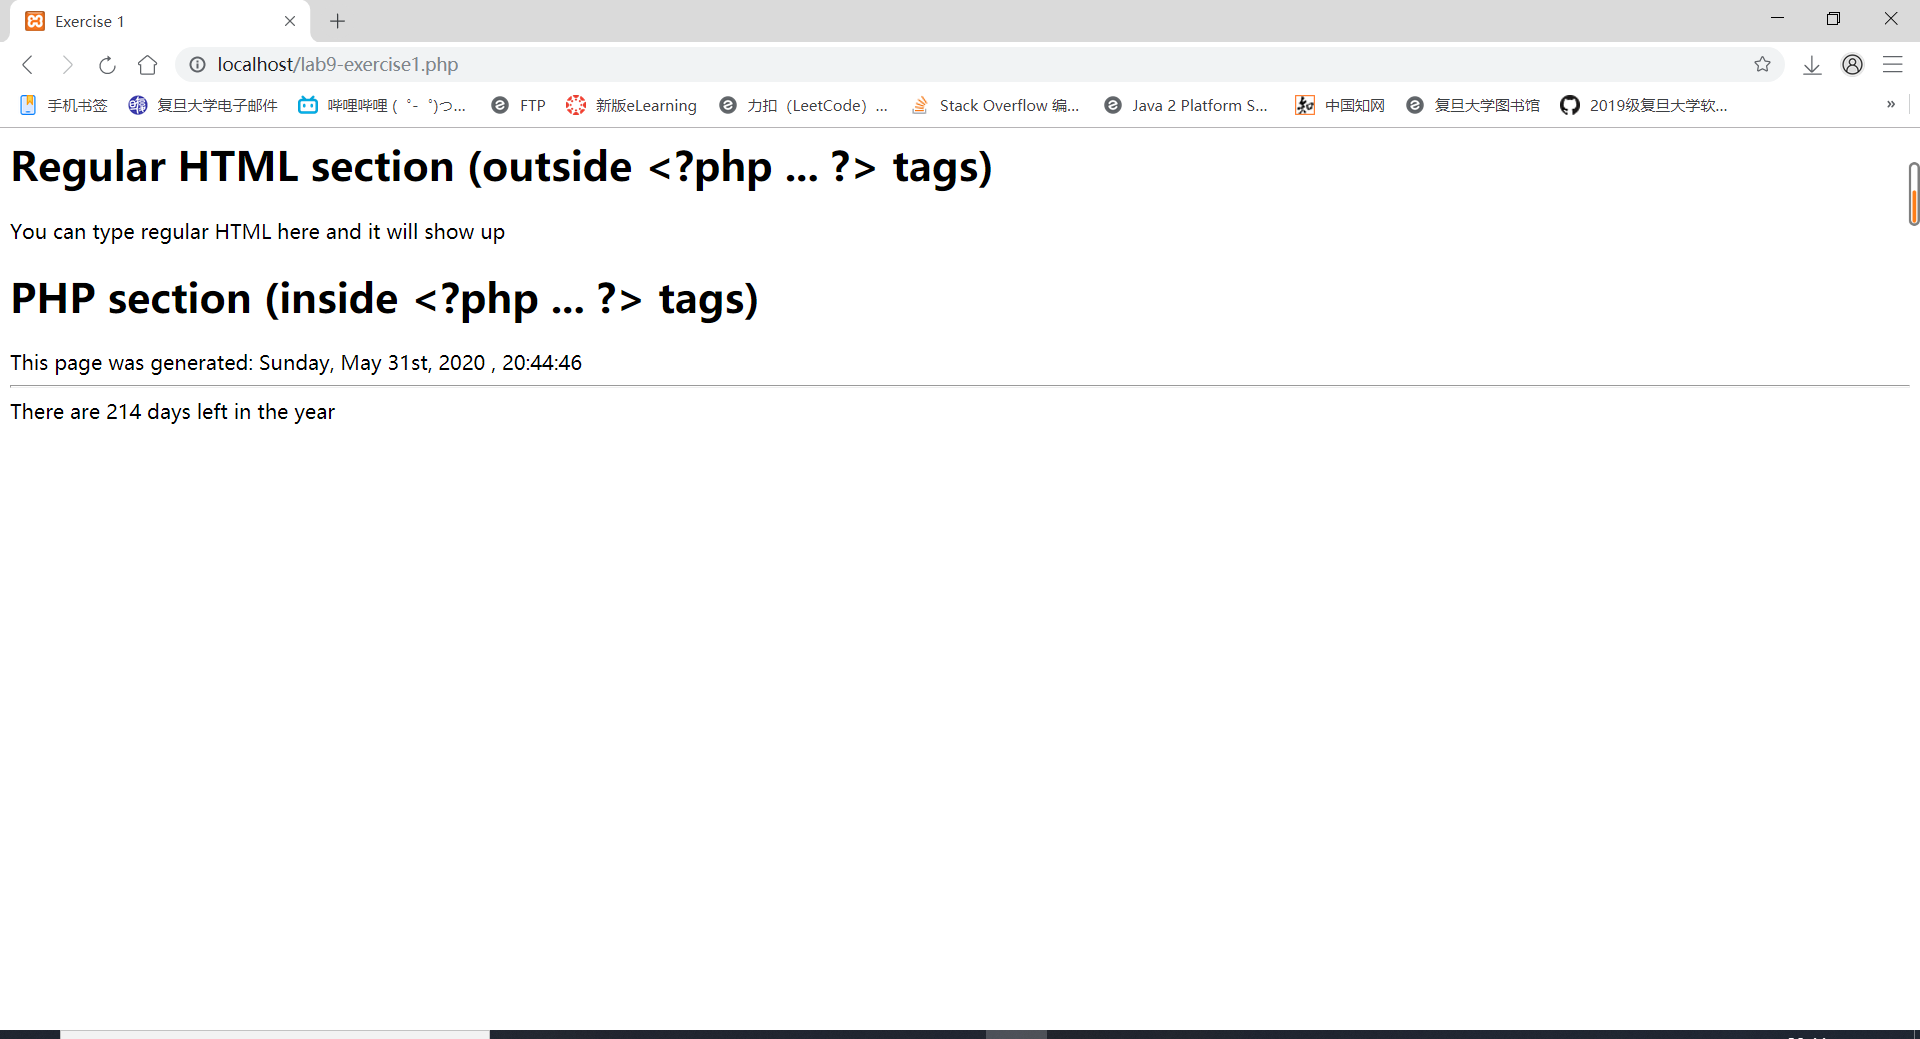 Exercise 1
localhost/lab9-exercise1.php
手机书签 复旦大学电子邮件 哔哩哔哩 ( ゜- ゜)つ... FTP 新版eLearning 力扣（LeetCode）... Stack Overflow 编... Java 2 Platform S... 中国知网 复旦大学图书馆 2019级复旦大学软... »
Regular HTML section (outside <?php ... ?> tags)
You can type regular HTML here and it will show up
PHP section (inside <?php ... ?> tags)
This page was generated: Sunday, May 31st, 2020 , 20:44:46
There are 214 days left in the year